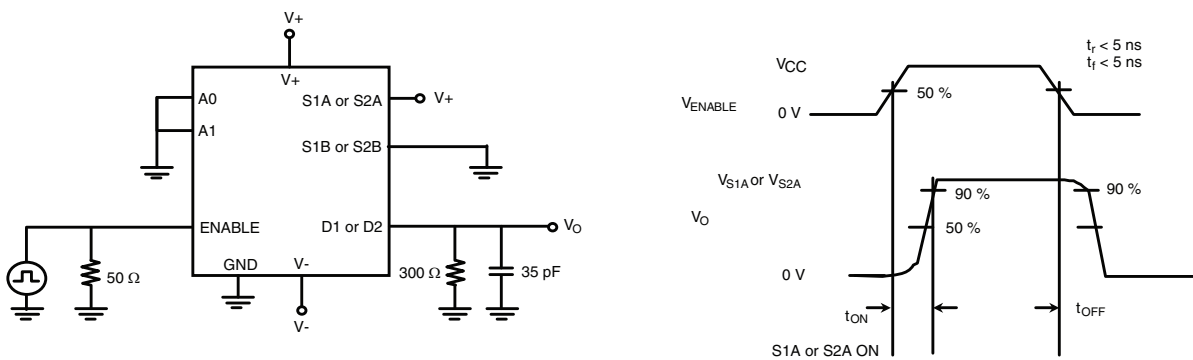 V+
V+
A0
S1A or S2A
V+
A1
S1B or S2B
ENABLE
D1 or D2
VO
50 Ω
GND
V-
300 Ω
35 pF
V-
tr < 5 ns
tf < 5 ns
VCC
50 %
VENABLE
0 V
VS1A or VS2A
90 %
90 %
VO
50 %
0 V
tON
tOFF
S1A or S2A ON